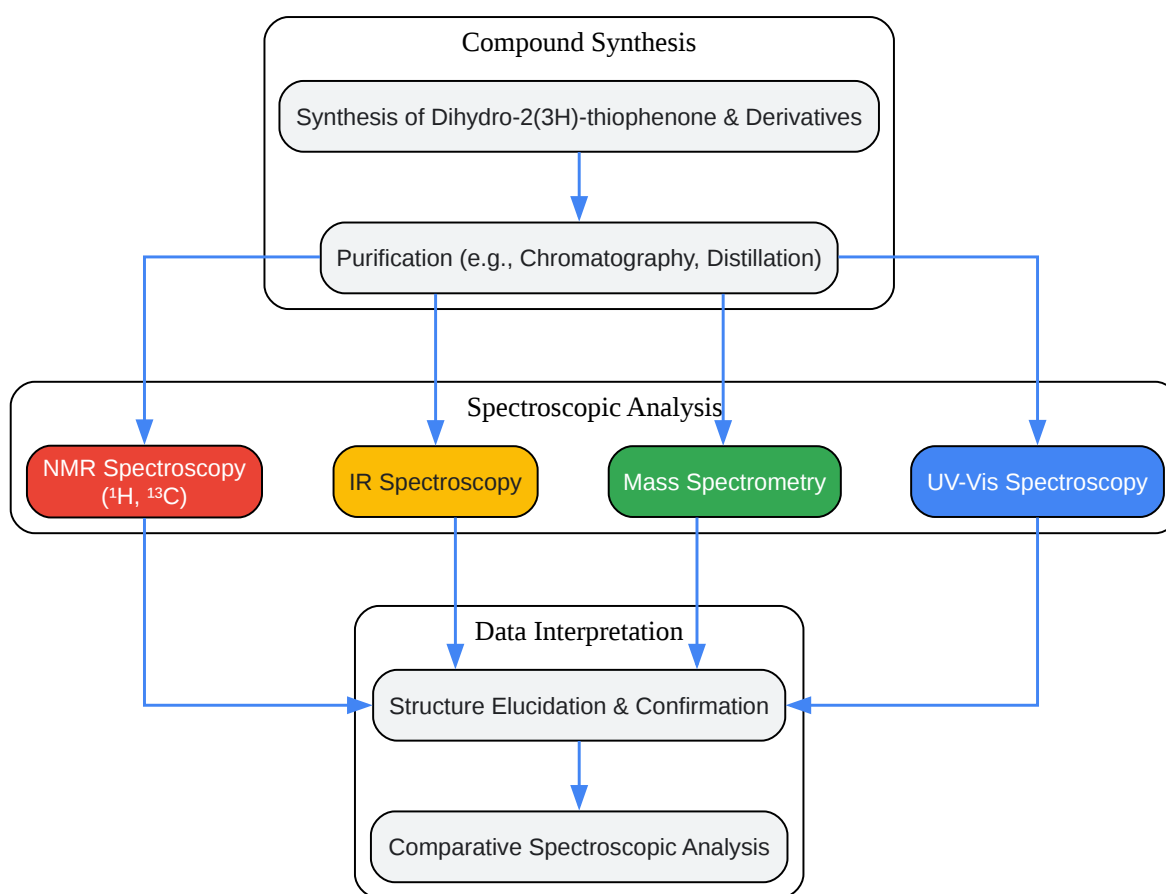 Compound Synthesis
Synthesis of Dihydro-2(3H)-thiophenone & Derivatives
Purification (e.g., Chromatography, Distillation)
Spectroscopic Analysis
NMR Spectroscopy
(¹H, ¹³C)
IR Spectroscopy
Mass Spectrometry
UV-Vis Spectroscopy
Data Interpretation
Structure Elucidation & Confirmation
Comparative Spectroscopic Analysis